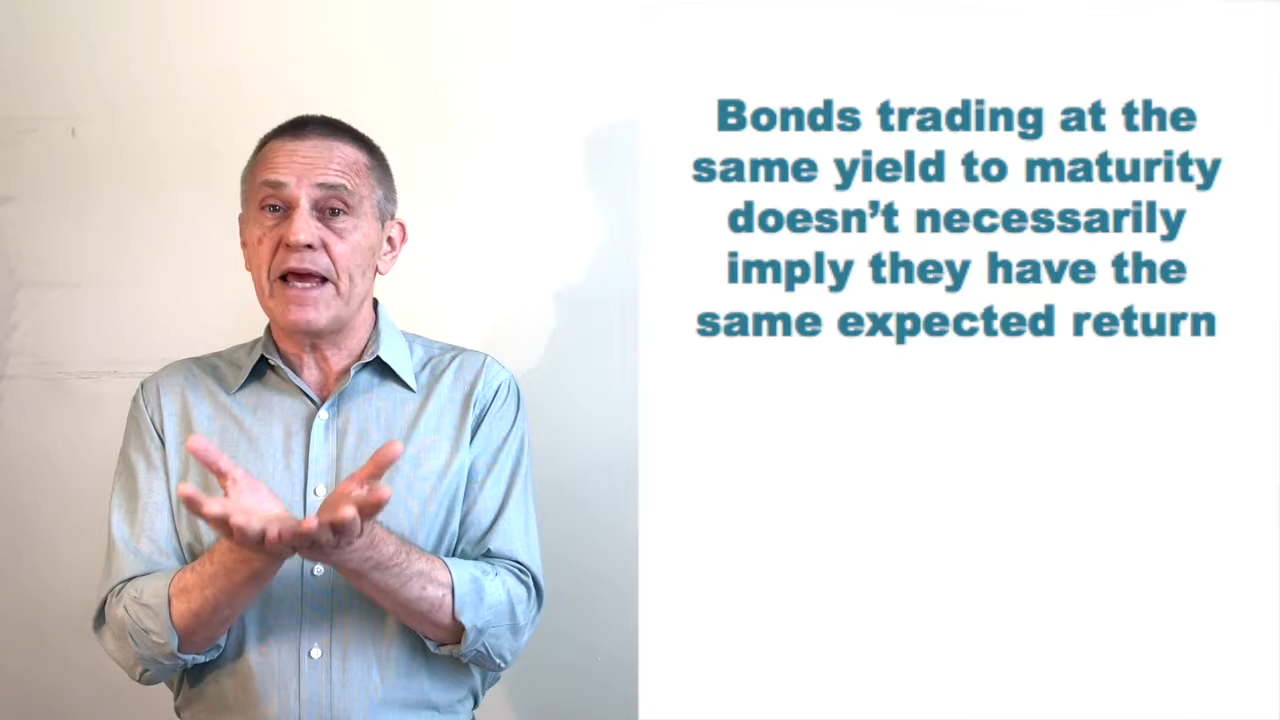 Bonds trading at the
same yield to maturity
doesn’t necessarily
imply they have the
same expected return